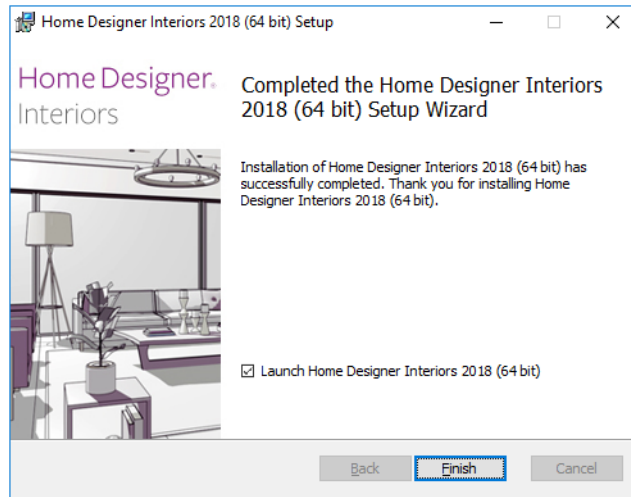 Home Designer Interiors 2018 (64 bit) Setup
Home Designer®
Interiors
Completed the Home Designer Interiors
2018 (64 bit) Setup Wizard
Installation of Home Designer Interiors 2018 (64 bit) has
successfully completed. Thank you for installing Home
Designer Interiors 2018 (64 bit).
Launch Home Designer Interiors 2018 (64 bit)
Back Finish Cancel